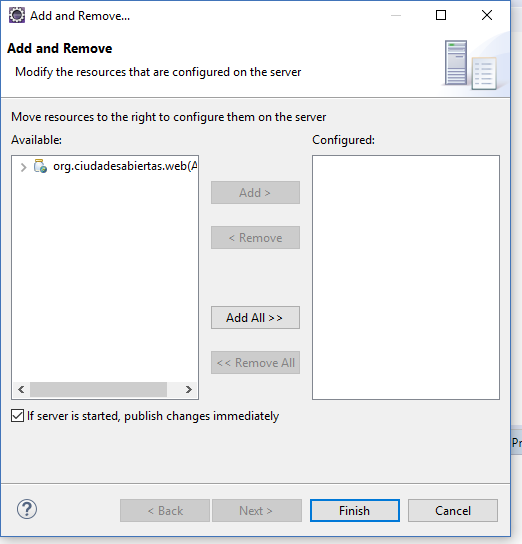 Add and Remove...
Add and Remove
Modify the resources that are configured on the server
Move resources to the right to configure them on the server
Available:
Configured:
org.ciudadesabiertas.web(A
Add >
< Remove
Add All >>
<< Remove All
If server is started, publish changes immediately
Pr
?
< Back
Next >
Finish
Cancel